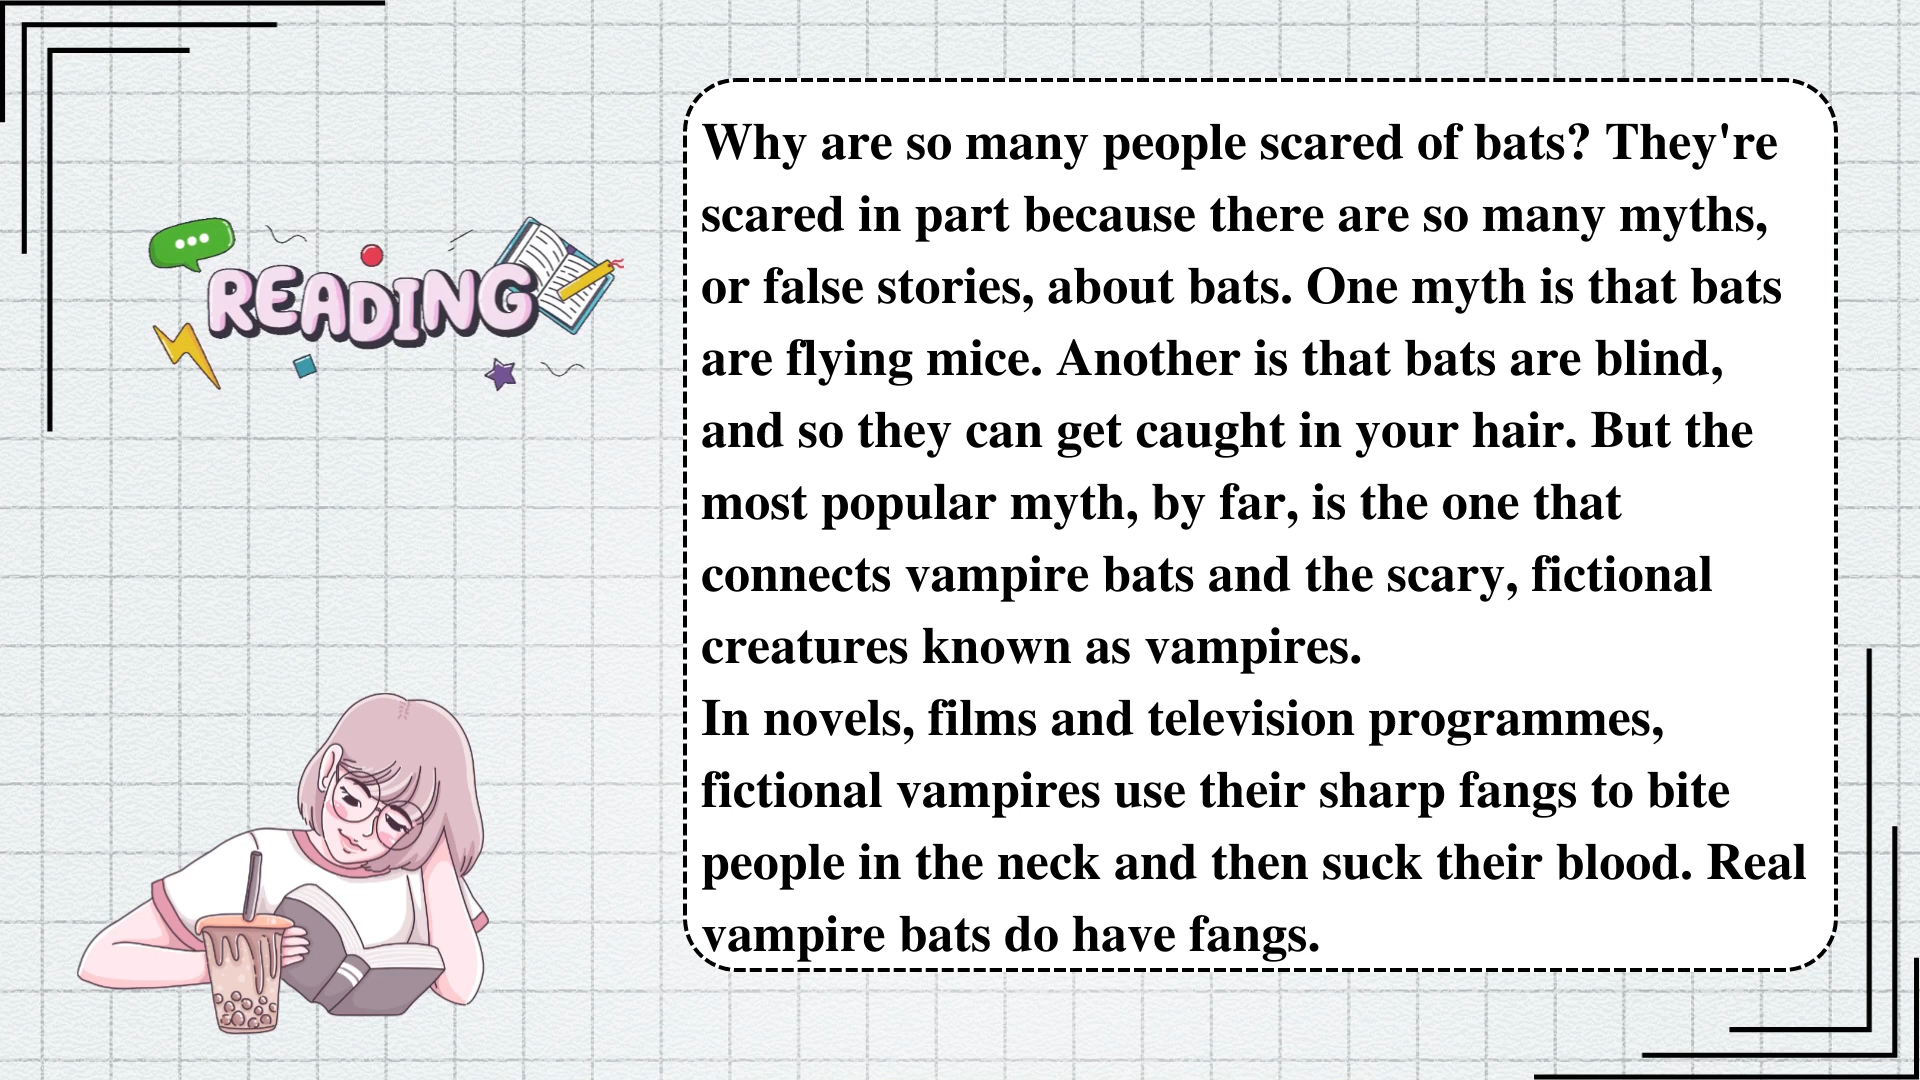 READING
Why are so many people scared of bats? They're
scared in part because there are so many myths,
or false stories, about bats. One myth is that bats
are flying mice. Another is that bats are blind,
and so they can get caught in your hair. But the
most popular myth, by far, is the one that
connects vampire bats and the scary, fictional
creatures known as vampires.
In novels, films and television programmes,
fictional vampires use their sharp fangs to bite
people in the neck and then suck their blood. Real
vampire bats do have fangs.